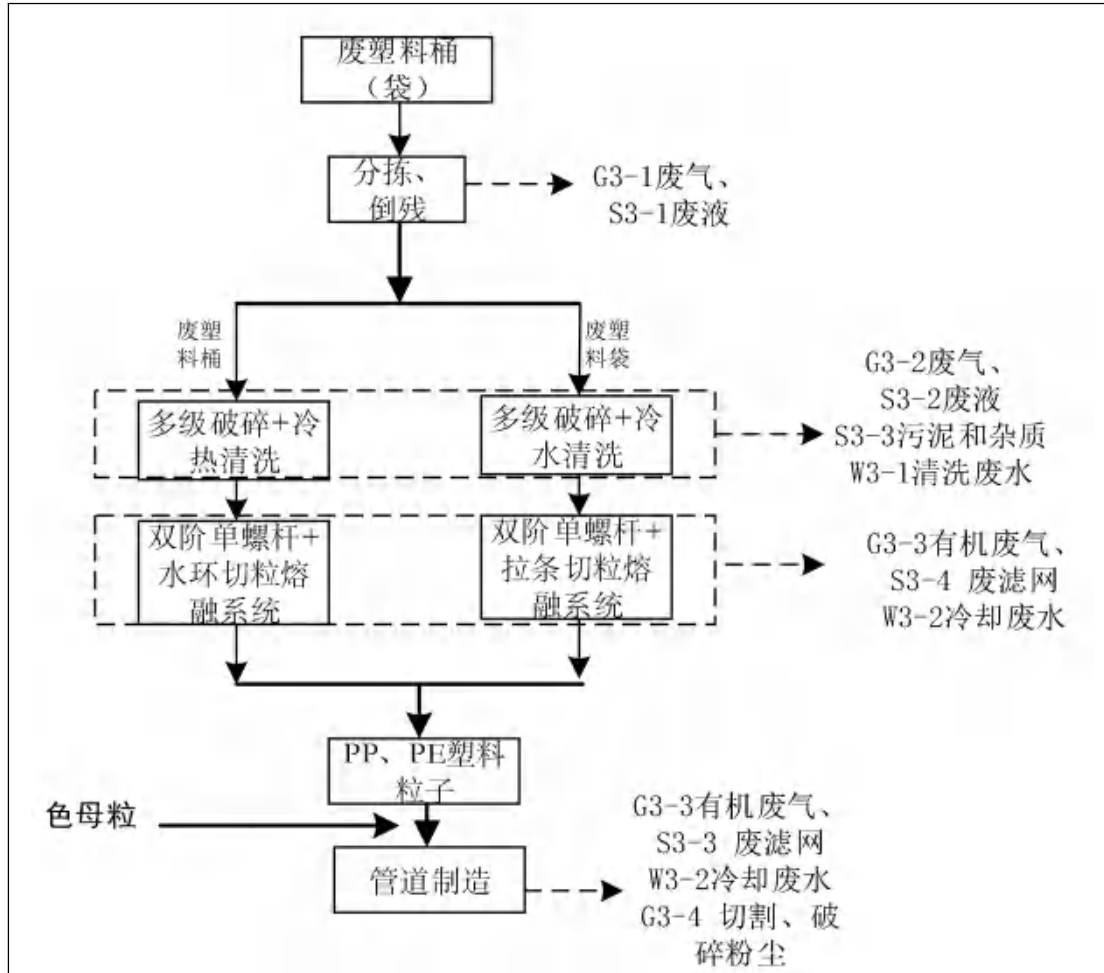 废塑料桶
（袋）
分拣、
倒残
G3-1废气、
S3-1废液
废塑
料桶
废塑
料袋
多级破碎+冷
热清洗
多级破碎+冷
水清洗
G3-2废气、
S3-2废液
S3-3污泥和杂质
W3-1清洗废水
双阶单螺杆+
水环切粒熔
融系统
双阶单螺杆+
拉条切粒熔
融系统
G3-3有机废气、
S3-4 废滤网
W3-2冷却废水
PP、PE塑料
粒子
色母粒
管道制造
G3-3有机废气、
S3-3 废滤网
W3-2冷却废水
G3-4 切割、破
碎粉尘